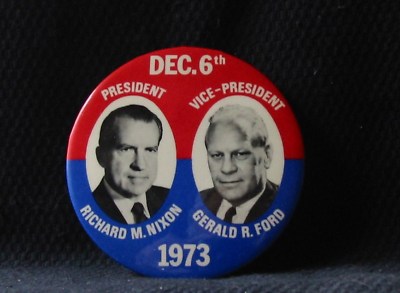 DEC. 6th
PRESIDENT
VICE-PRESIDENT
RICHARD M. NIXON
GERALD R. FORD
1973